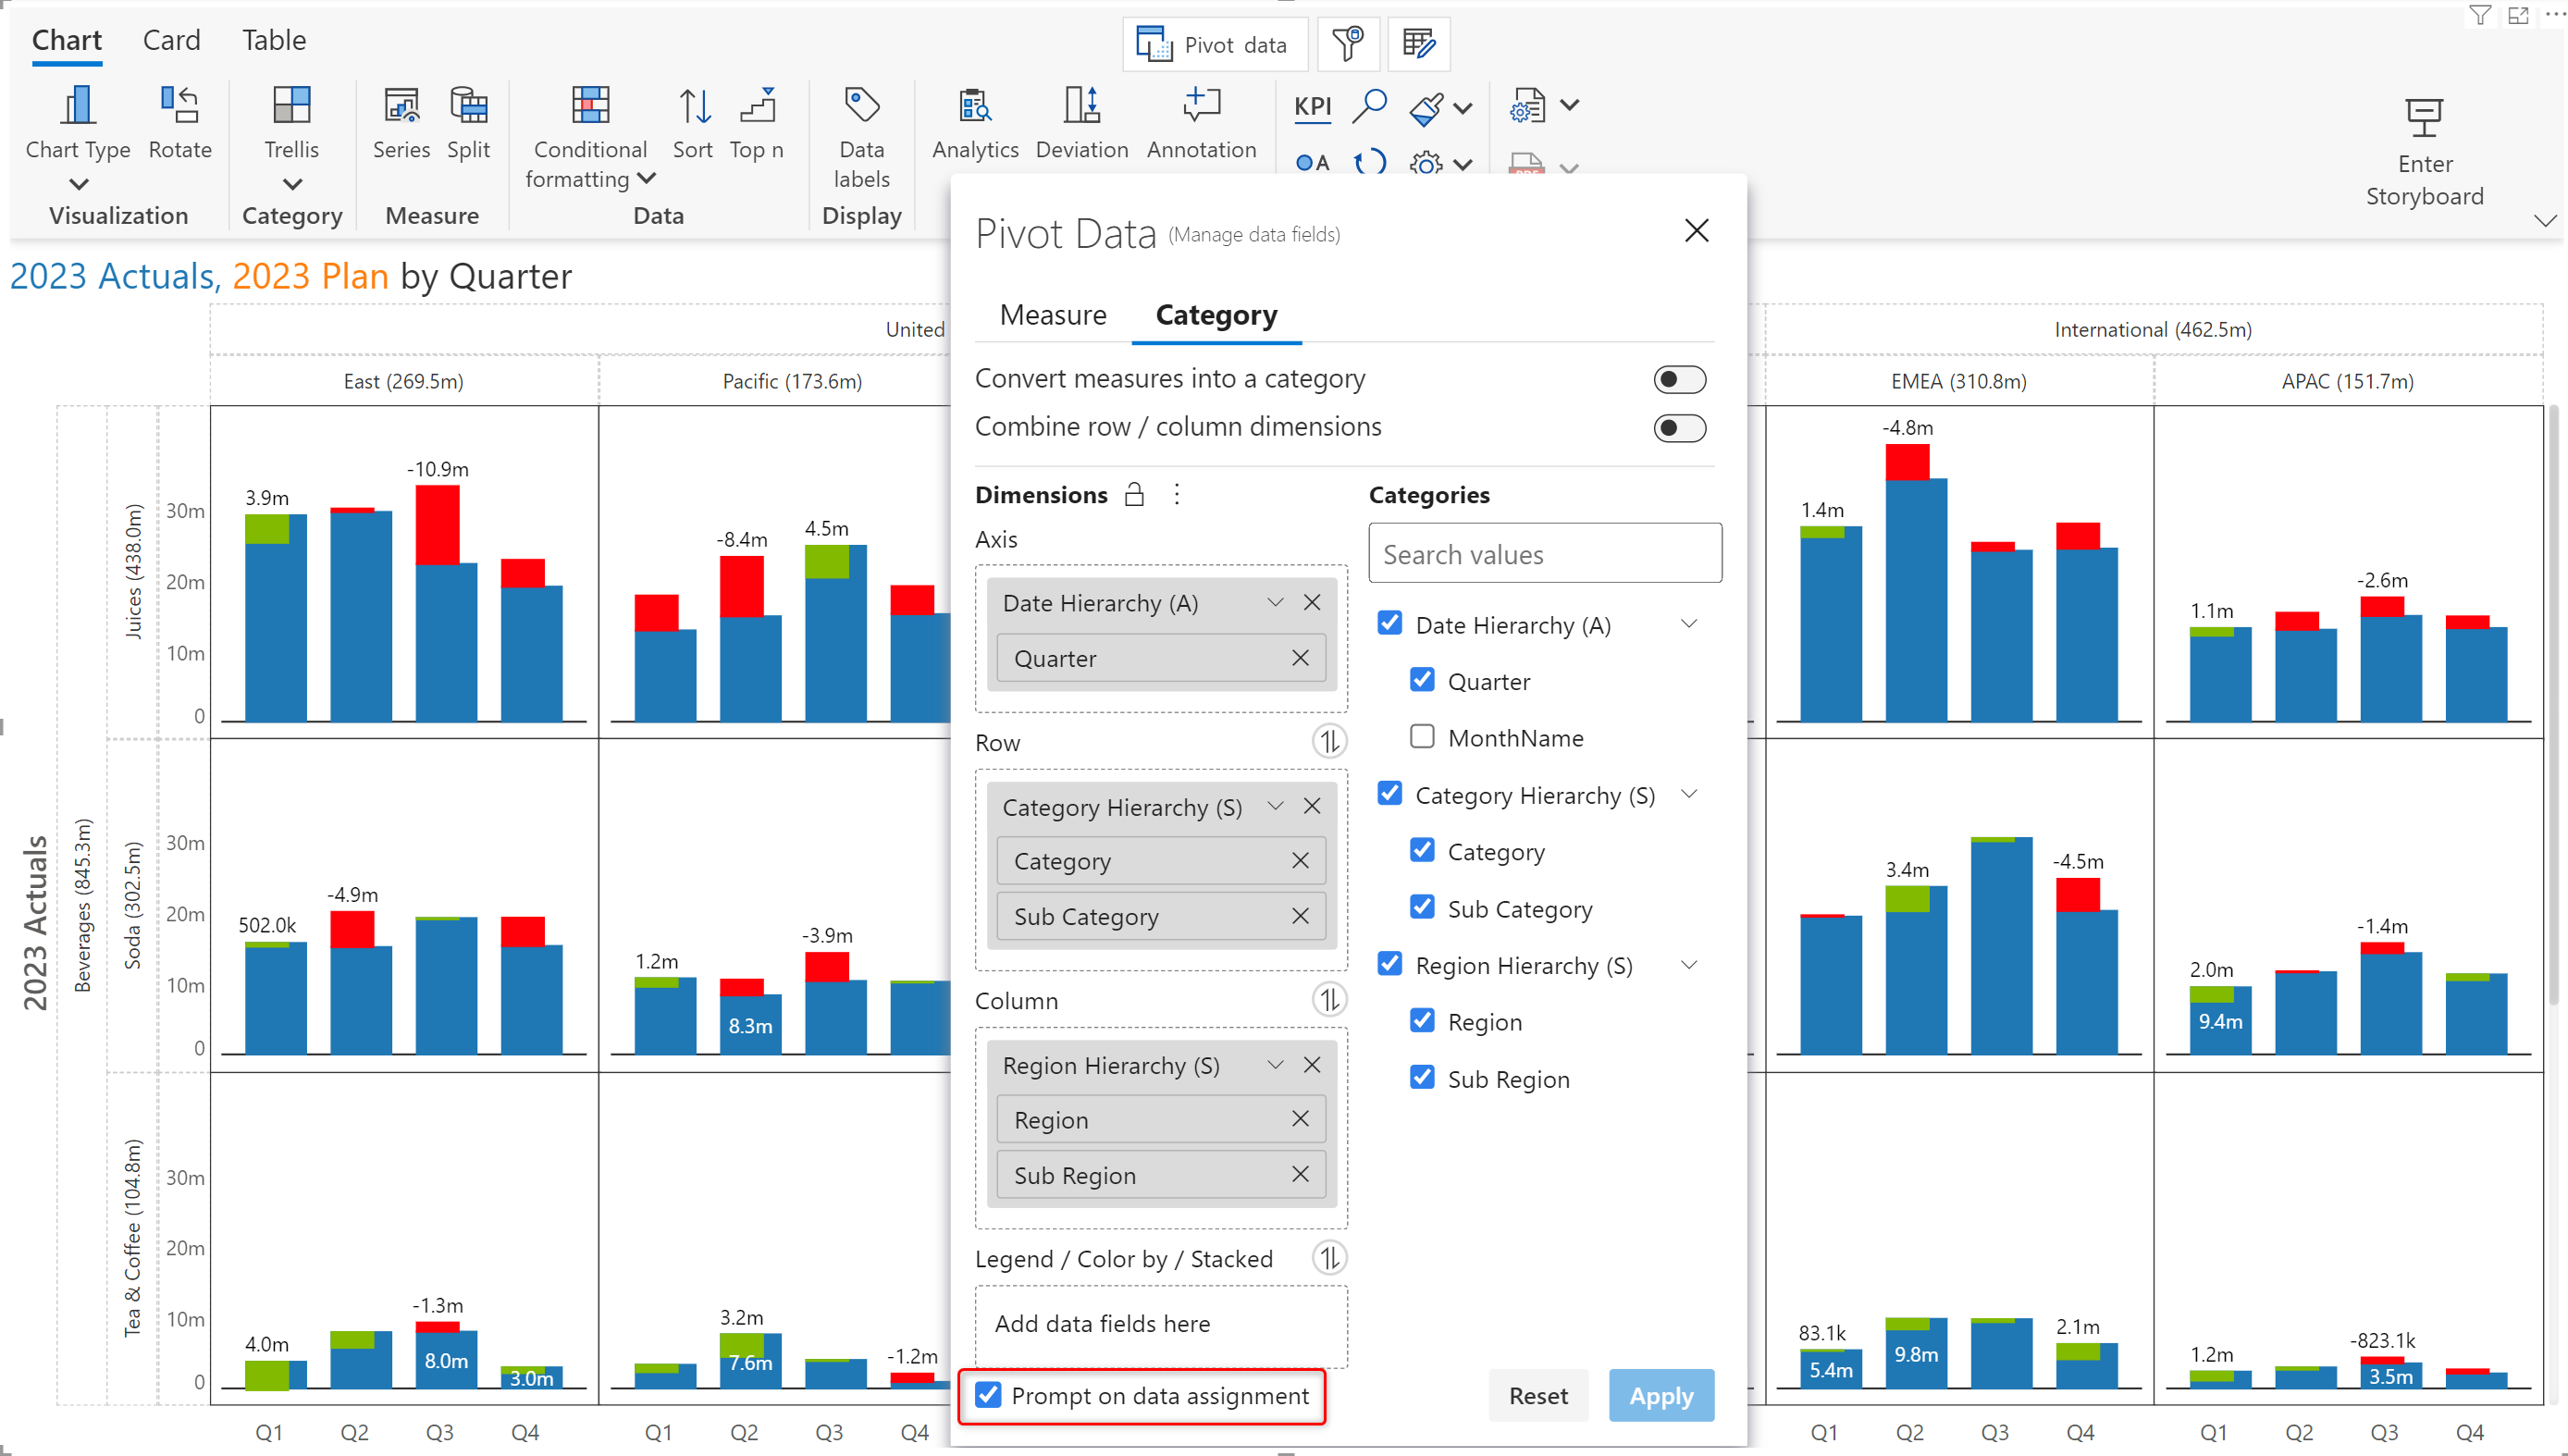 Chart Card Table
Pivot data
Chart Type Rotate Trellis Series Split Conditional formatting Sort Top n Data labels Analytics Deviation Annotation
KPI
A
Visualization Category Measure Data Display
Enter Storyboard
2023 Actuals, 2023 Plan by Quarter
United
International (462.5m)
East (269.5m)
Pacific (173.6m)
EMEA (310.8m)
APAC (151.7m)
2023 Actuals
Beverages (845.3m)
Juices (438.0m)
30m
20m
10m
0
3.9m
-10.9m
-8.4m
4.5m
1.4m
-4.8m
1.1m
-2.6m
Soda (302.5m)
30m
20m
10m
0
502.0k
-4.9m
1.2m
8.3m
-3.9m
3.4m
-4.5m
2.0m
9.4m
-1.4m
Tea & Coffee (104.8m)
30m
20m
10m
0
4.0m
-1.3m
8.0m
3.0m
3.2m
7.6m
-1.2m
83.1k
5.4m
9.8m
2.1m
1.2m
-823.1k
3.5m
Q1 Q2 Q3 Q4
Q1 Q2 Q3 Q4
Q1 Q2 Q3 Q4
Q1 Q2 Q3 Q4
Pivot Data (Manage data fields)
Measure Category
Convert measures into a category
Combine row / column dimensions
Dimensions
Axis
Date Hierarchy (A)
Quarter
Row
Category Hierarchy (S)
Category
Sub Category
Column
Region Hierarchy (S)
Region
Sub Region
Legend / Color by / Stacked
Add data fields here
Categories
Search values
Date Hierarchy (A)
Quarter
MonthName
Category Hierarchy (S)
Category
Sub Category
Region Hierarchy (S)
Region
Sub Region
Prompt on data assignment
Reset
Apply